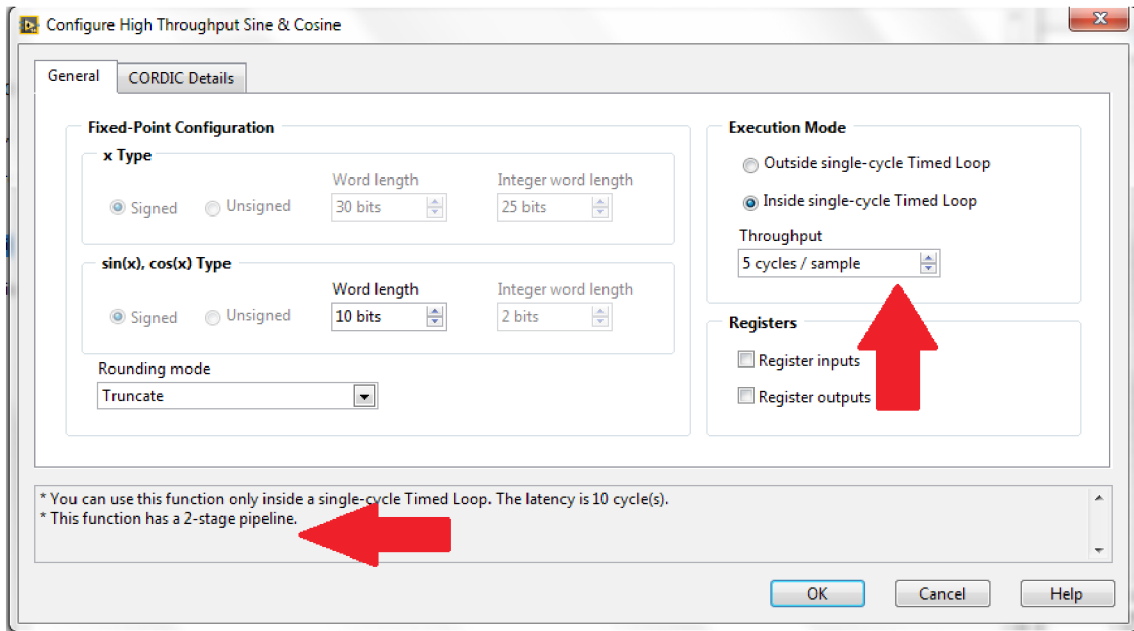 Configure High Throughput Sine & Cosine
General
CORDIC Details
Fixed-Point Configuration
x Type
Signed
Unsigned
Word length
30 bits
Integer word length
25 bits
sin(x), cos(x) Type
Signed
Unsigned
Word length
10 bits
Integer word length
2 bits
Rounding mode
Truncate
Execution Mode
Outside single-cycle Timed Loop
Inside single-cycle Timed Loop
Throughput
5 cycles / sample
Registers
Register inputs
Register outputs
* You can use this function only inside a single-cycle Timed Loop. The latency is 10 cycle(s).
* This function has a 2-stage pipeline.
OK
Cancel
Help